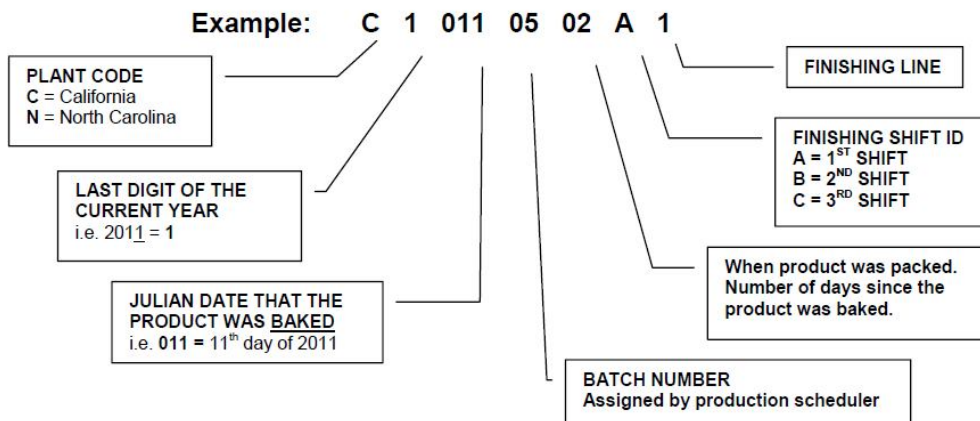 Example: C 1 011 05 02 A 1
PLANT CODE
C = California
N = North Carolina
FINISHING LINE
FINISHING SHIFT ID
A = 1ST SHIFT
B = 2ND SHIFT
C = 3RD SHIFT
LAST DIGIT OF THE
CURRENT YEAR
i.e. 2011 = 1
When product was packed.
Number of days since the
product was baked.
JULIAN DATE THAT THE
PRODUCT WAS BAKED
i.e. 011 = 11th day of 2011
BATCH NUMBER
Assigned by production scheduler